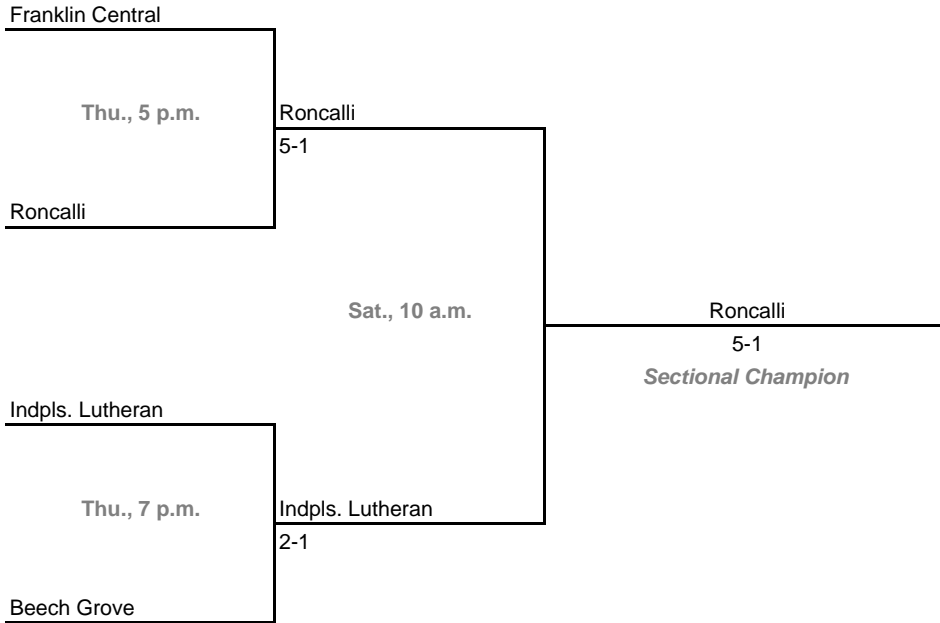 Franklin Central
Thu., 5 p.m.
Roncalli
5-1
Roncalli
Sat., 10 a.m.
Roncalli
5-1
Sectional Champion
Indpls. Lutheran
Thu., 7 p.m.
Indpls. Lutheran
2-1
Beech Grove